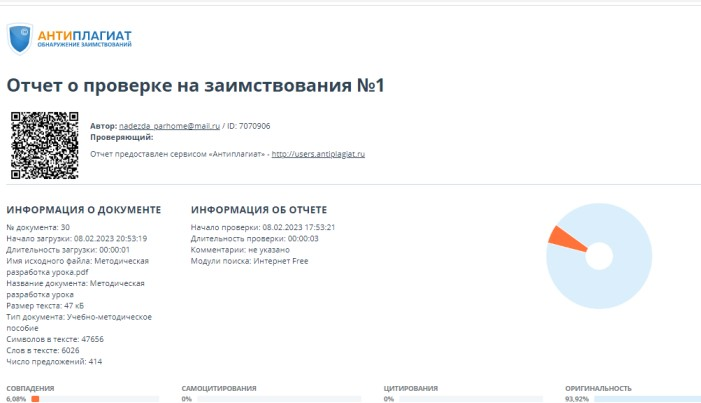 АНТИПЛАГИАТ
ОБНАРУЖЕНИЕ ЗАИМСТВОВАНИЙ
Отчет о проверке на заимствования №1
Автор: nadezda_parhome@mail.ru / ID: 7070906
Проверяющий:
Отчет предоставлен сервисом «Антиплагиат» - http://users.antiplagiat.ru
ИНФОРМАЦИЯ О ДОКУМЕНТЕ
№ документа: 30
Начало загрузки: 08.02.2023 20:53:19
Длительность загрузки: 00:00:01
Имя исходного файла: Методическая
разработка урока.pdf
Название документа: Методическая
разработка урока
Размер текста: 47 кБ
Тип документа: Учебно-методическое
пособие
Символов в тексте: 47656
Слов в тексте: 6026
Число предложений: 414
ИНФОРМАЦИЯ ОБ ОТЧЕТЕ
Начало проверки: 08.02.2023 17:53:21
Длительность проверки: 00:00:03
Комментарии: не указано
Модули поиска: Интернет Free
СОВПАДЕНИЯ
6,08%
САМОЦИТИРОВАНИЯ
0%
ЦИТИРОВАНИЯ
0%
ОРИГИНАЛЬНОСТЬ
93,92%